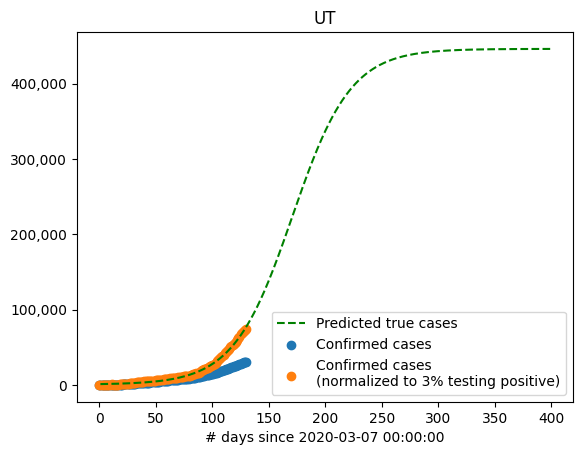 UT
400,000
300,000
200,000
100,000
0
Predicted true cases
Confirmed cases
Confirmed cases
(normalized to 3% testing positive)
0 50 100 150 200 250 300 350 400
# days since 2020-03-07 00:00:00